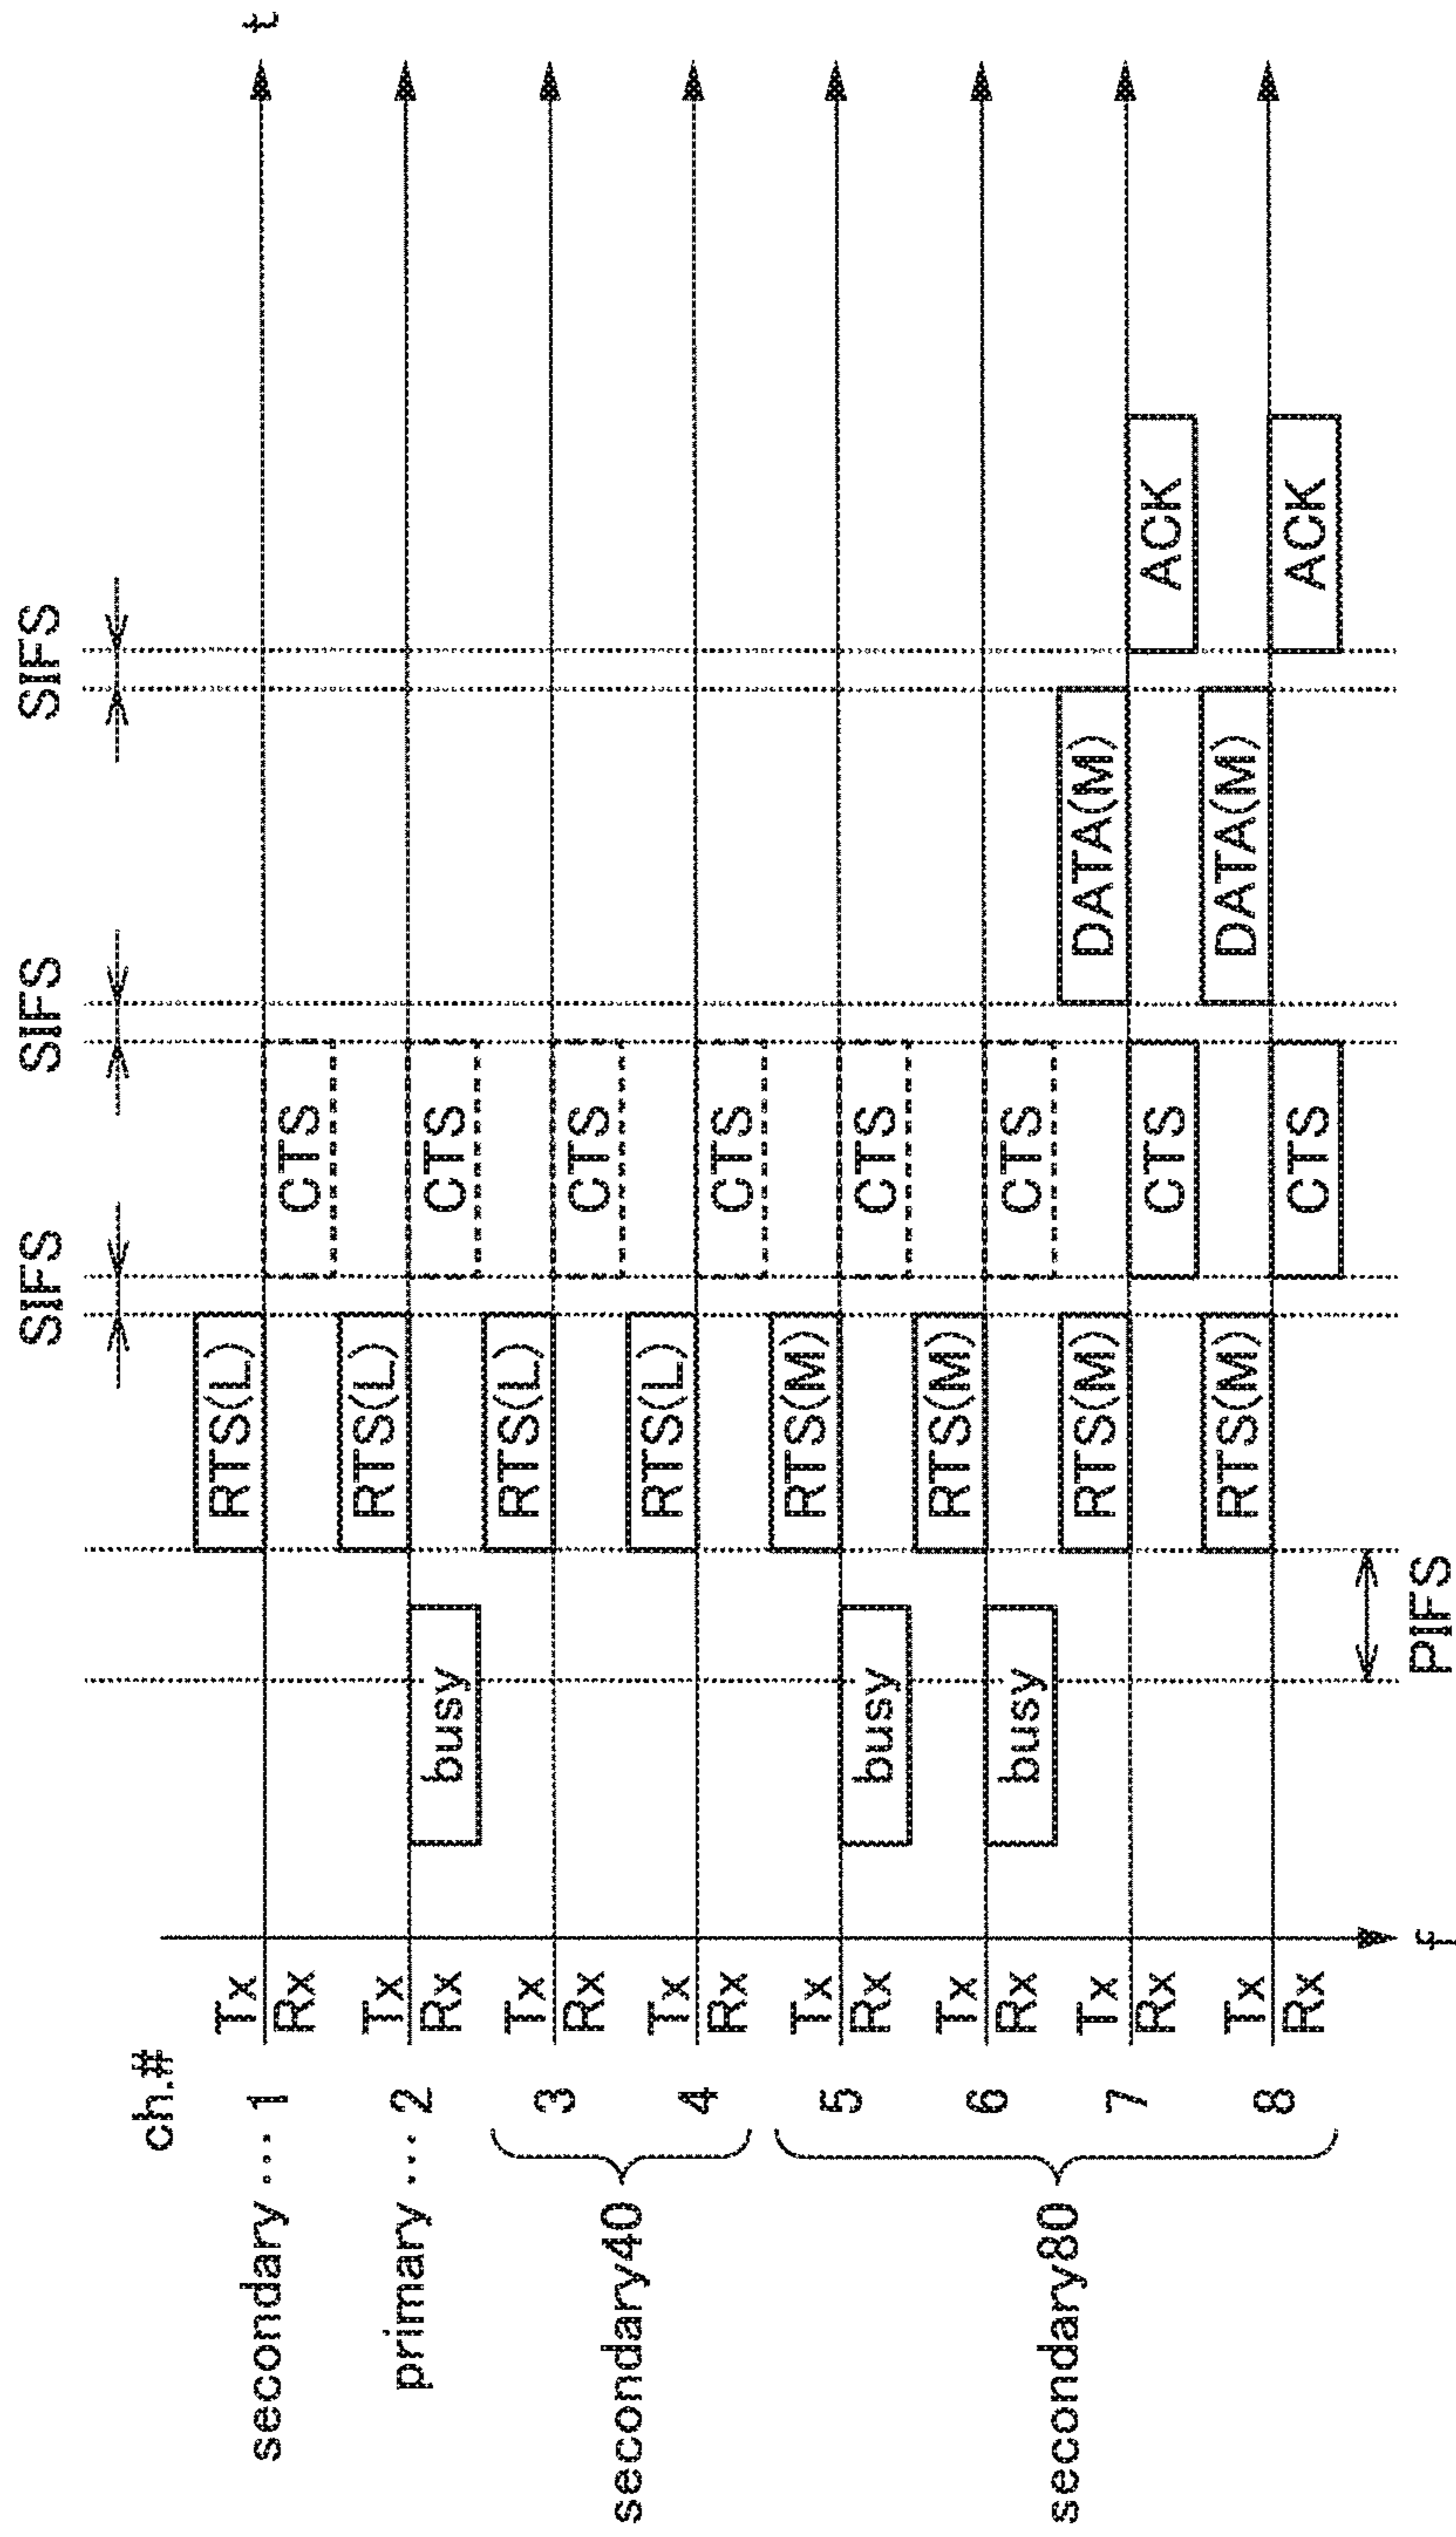 SIFS SIFS SIFS
t
ch.#
secondary ··· 1 Tx Rx RTS(L) CTS
primary ··· 2 Tx Rx busy RTS(L) CTS
secondary40
3 Tx Rx RTS(L) CTS
4 Tx Rx RTS(L) CTS
secondary80
5 Tx Rx busy RTS(M) CTS
6 Tx Rx busy RTS(M) CTS
7 Tx Rx RTS(M) CTS DATA(M) ACK
8 Tx Rx RTS(M) CTS DATA(M) ACK
f
PIFS